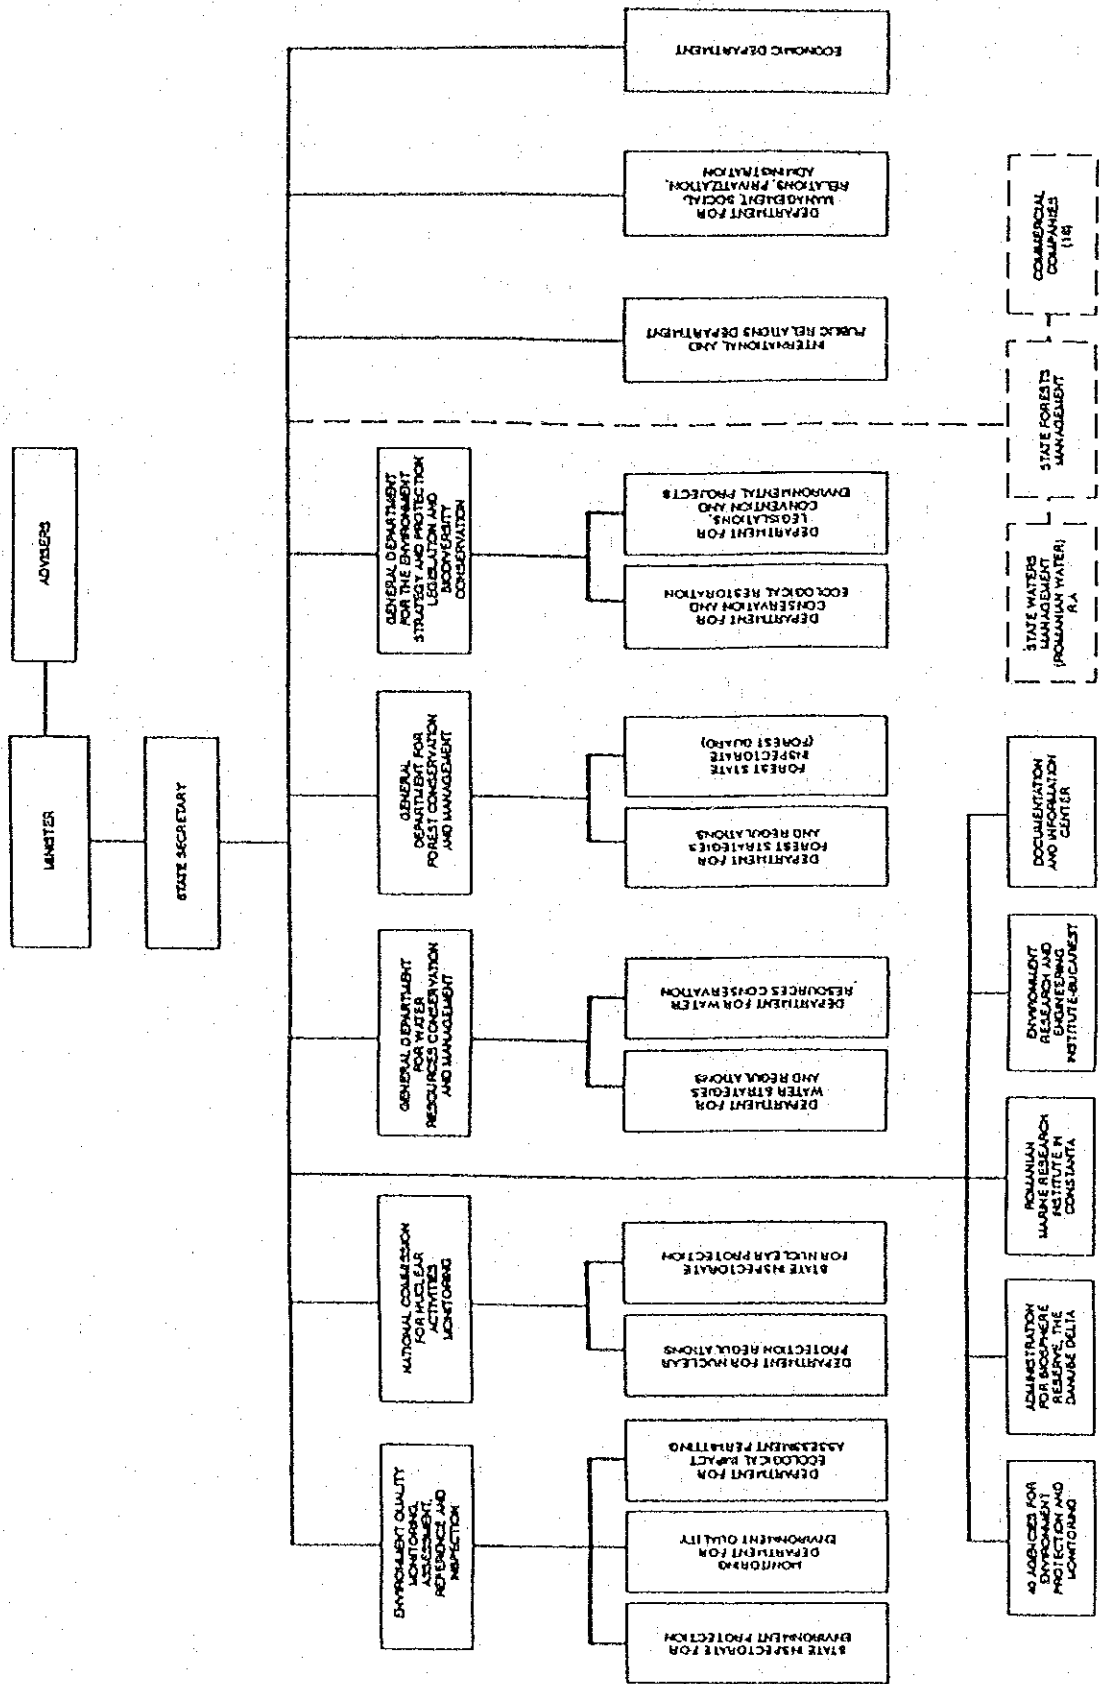 ADVISERS
MINISTER
STATE SECRETARY
ENVIRONMENT QUALITY
MONITORING,
ASSESSMENT,
REFERENCE AND
INSPECTION
NATIONAL COMMISSION
FOR NUCLEAR
ACTIVITIES
MONITORING
GENERAL DEPARTMENT
FOR WATER
RESOURCES CONSERVATION
AND MANAGEMENT
GENERAL
DEPARTMENT FOR
FOREST CONSERVATION
AND MANAGEMENT
GENERAL DEPARTMENT
FOR THE ENVIRONMENT
STRATEGY AND PROTECTION
LEGISLATION AND
BIODIVERSITY
CONSERVATION
STATE INSPECTORATE FOR
ENVIRONMENT PROTECTION
MONITORING
DEPARTMENT FOR
ENVIRONMENT QUALITY
DEPARTMENT FOR
ECOLOGICAL IMPACT
ASSESSMENT PERMITTING
DEPARTMENT FOR NUCLEAR
PROTECTION REGULATIONS
STATE INSPECTORATE
FOR NUCLEAR PROTECTION
DEPARTMENT FOR
WATER STRATEGIES
AND REGULATIONS
DEPARTMENT FOR WATER
RESOURCES CONSERVATION
DEPARTMENT FOR
FOREST STRATEGIES
AND REGULATIONS
FOREST STATE
INSPECTORATE
(FOREST GUARD)
DEPARTMENT FOR
CONSERVATION AND
ECOLOGICAL RESTORATION
DEPARTMENT FOR
LEGISLATIONS,
CONVENTION AND
ENVIRONMENTAL PROJECTS
INTERNATIONAL AND
PUBLIC RELATIONS DEPARTMENT
DEPARTMENT FOR
MANAGEMENT, SOCIAL
RELATIONS, PRIVATIZATION,
ADMINISTRATION
ECONOMIC DEPARTMENT
40 AGENCIES FOR
ENVIRONMENT
PROTECTION AND
MONITORING
ADMINISTRATION
FOR BIOSPHERE
RESERVE, THE
DANUBE DELTA
ROMANIAN
MARINE RESEARCH
INSTITUTE IN
CONSTANTA
ENVIRONMENT
RESEARCH AND
ENGINEERING
INSTITUTE-BUCAREST
DOCUMENTATION
AND INFORMATION
CENTER
STATE WATERS
MANAGEMENT
(ROMANIAN WATER)
R.A
STATE FORESTS
MANAGEMENT
COMMERCIAL
COMPANIES